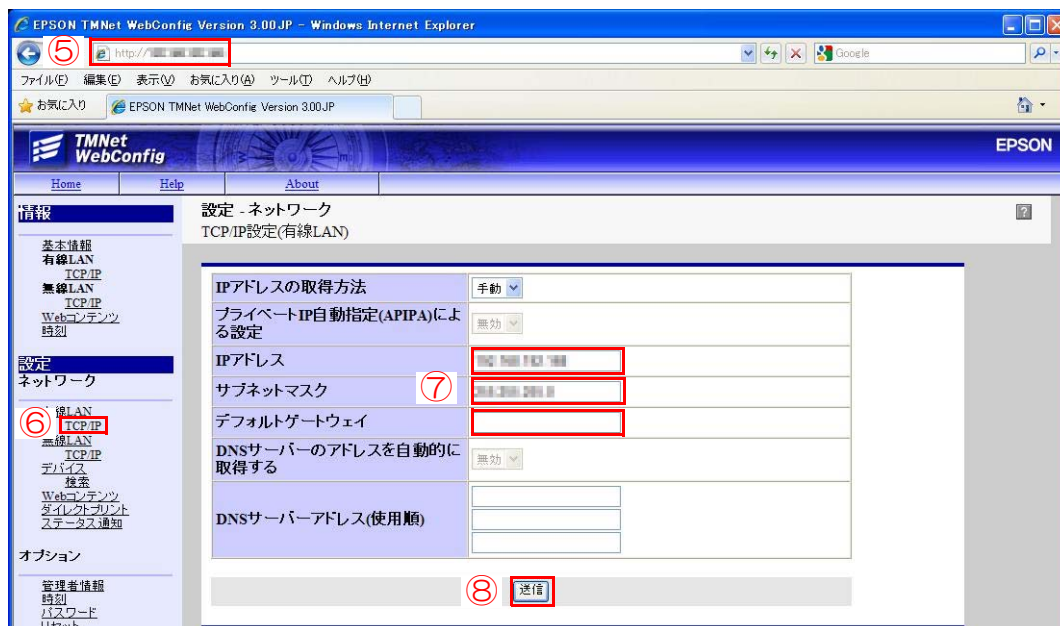 EPSON TMNet WebConfig Version 3.00JP - Windows Internet Explorer
⑤
http://
Google
ファイル(F) 編集(E) 表示(V) お気に入り(A) ツール(T) ヘルプ(H)
お気に入り
EPSON TMNet WebConfig Version 3.00JP
TMNet
WebConfig
EPSON
Home Help About
情報
基本情報
有線LAN
TCP/IP
無線LAN
TCP/IP
Webコンテンツ
時刻
設定
ネットワーク
⑥
線LAN
TCP/IP
無線LAN
TCP/IP
デバイス
検索
Webコンテンツ
ダイレクトプリント
ステータス通知
オプション
管理者情報
時刻
パスワード
リセット
設定 - ネットワーク
?
TCP/IP設定(有線LAN)
IPアドレスの取得方法 手動
プライベートIP自動指定(APIPA)によ
る設定 無効
IPアドレス
サブネットマスク ⑦
デフォルトゲートウェイ
DNSサーバーのアドレスを自動的に
取得する 無効
DNSサーバーアドレス(使用順)
⑧ 送信